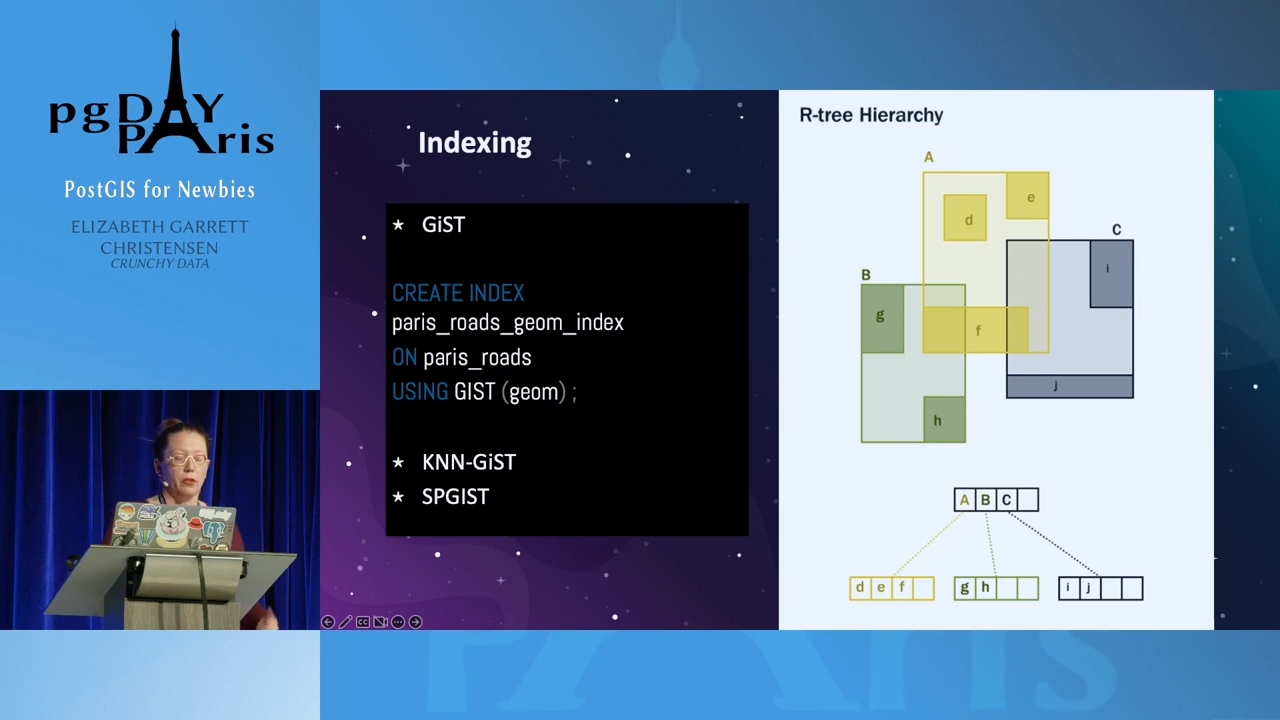 pgDAY
PAris
PostGIS for Newbies
ELIZABETH GARRETT
CHRISTENSEN
CRUNCHY DATA
Indexing
★ GiST
CREATE INDEX
paris_roads_geom_index
ON paris_roads
USING GIST (geom) ;
★ KNN-GiST
★ SPGIST
R-tree Hierarchy
A
e
d
C
i
B
g
f
j
h
A B C
d e f
g h
i j
CC